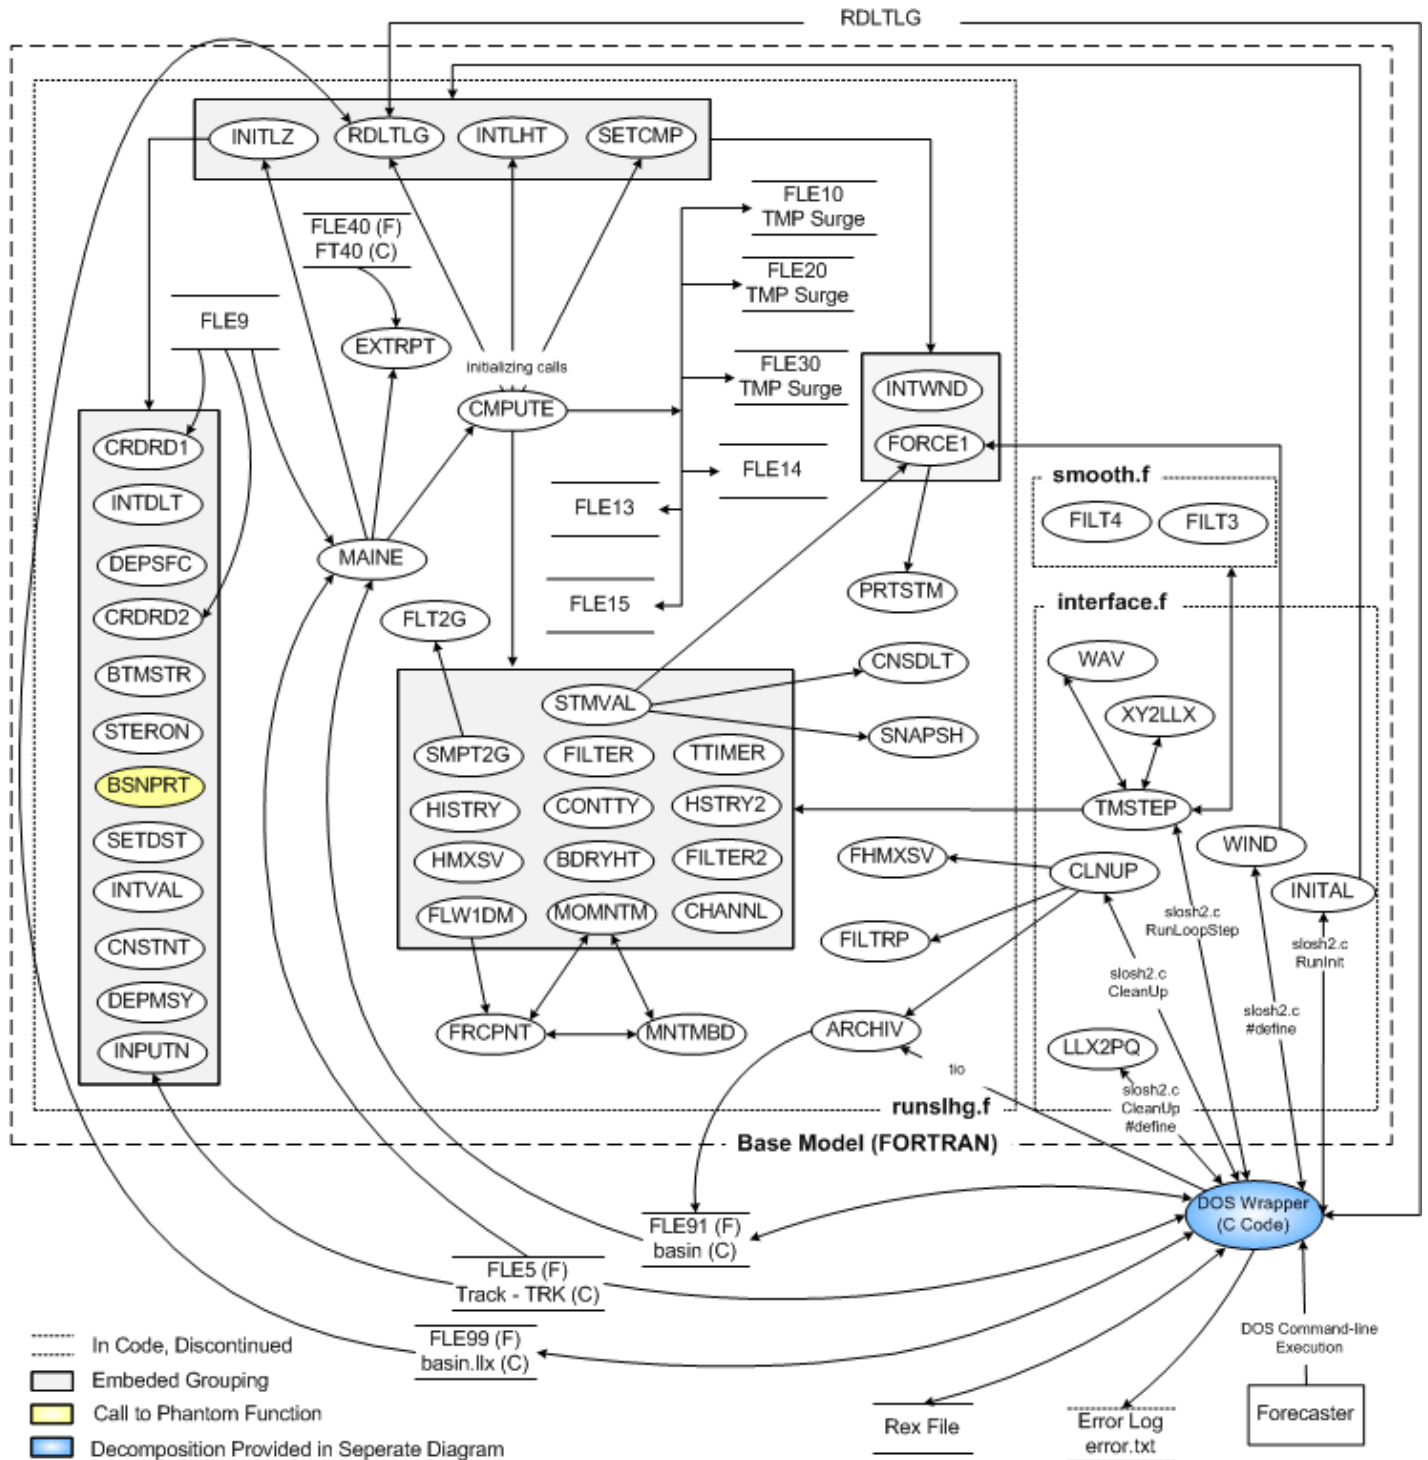 RDLTLG
INITLZ
RDLTLG
INTLHT
SETCMP
FLE10
TMP Surge
FLE40 (F)
FT40 (C)
FLE20
TMP Surge
FLE9
EXTRPT
initializing calls
FLE30
TMP Surge
INTWND
CMPUTE
FORCE1
CRDRD1
FLE14
smooth.f
INTDLT
FLE13
FILT4
FILT3
DEPSFC
MAINE
PRTSTM
FLE15
interface.f
CRDRD2
FLT2G
WAV
CNSDLT
BTMSTR
STMVAL
XY2LLX
STERON
SNAPSH
SMPT2G
FILTER
TTIMER
BSNPRT
HISTRY
CONTTY
HSTRY2
TMSTEP
SETDST
WIND
HMXSV
BDRYHT
FILTER2
FHMXSV
CLNUP
INTVAL
INITAL
FLW1DM
MOMNTM
CHANNL
slosh2.c
RunLoopStep
FILTRP
CNSTNT
slosh2.c
RunInit
slosh2.c
CleanUp
DEPMSY
slosh2.c
#define
FRCPNT
MNTMBD
ARCHIV
INPUTN
LLX2PQ
tio
slosh2.c
CleanUp
#define
runslhg.f
Base Model (FORTRAN)
DOS Wrapper
(C Code)
FLE91 (F)
basin (C)
FLE5 (F)
Track - TRK (C)
FLE99 (F)
basin.llx (C)
DOS Command-line
Execution
In Code, Discontinued
Embeded Grouping
Call to Phantom Function
Decomposition Provided in Seperate Diagram
Rex File
Error Log
error.txt
Forecaster